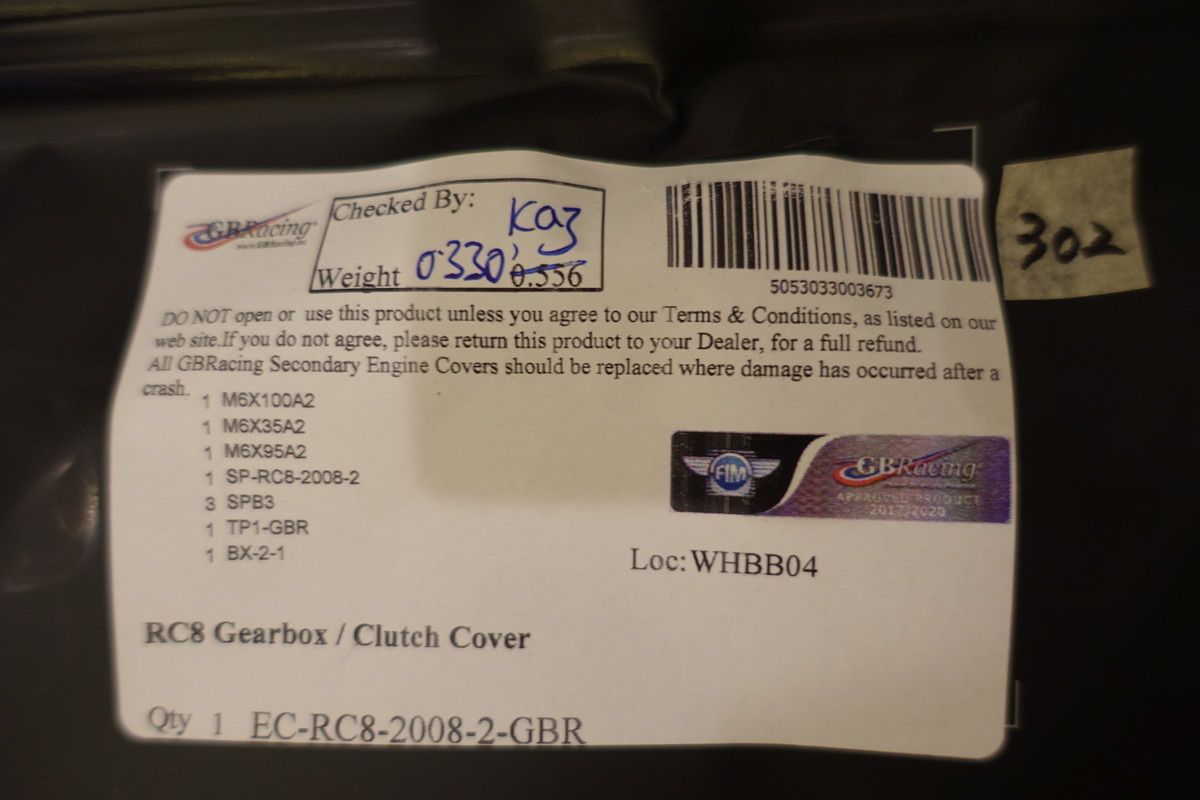 GBRacing
www.GBRacing.eu
Checked By: Kaz
Weight 0.330 0.556
5053033003673
302
DO NOT open or use this product unless you agree to our Terms & Conditions, as listed on our
web site.If you do not agree, please return this product to your Dealer, for a full refund.
All GBRacing Secondary Engine Covers should be replaced where damage has occurred after a
crash.
1 M6X100A2
1 M6X35A2
1 M6X95A2
1 SP-RC8-2008-2
3 SPB3
1 TP1-GBR
1 BX-2-1
FIM
GBRacing
APPROVED PRODUCT
2017/2020
Loc:WHBB04
RC8 Gearbox / Clutch Cover
Qty 1 EC-RC8-2008-2-GBR